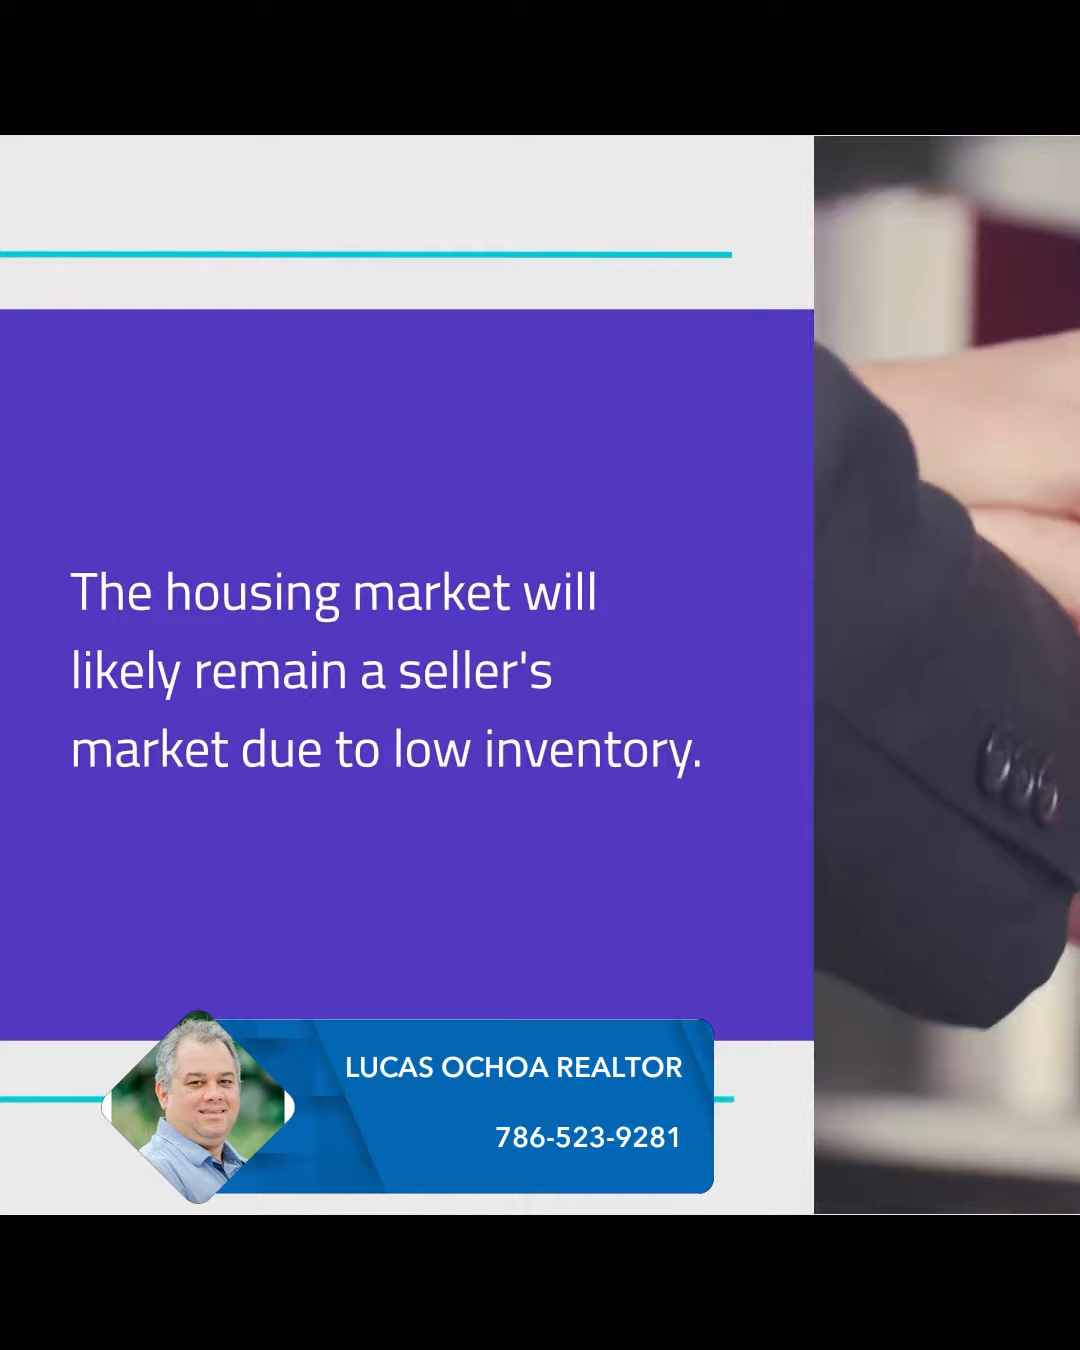 The housing market will
likely remain a seller's
market due to low inventory.
LUCAS OCHOA REALTOR
786-523-9281